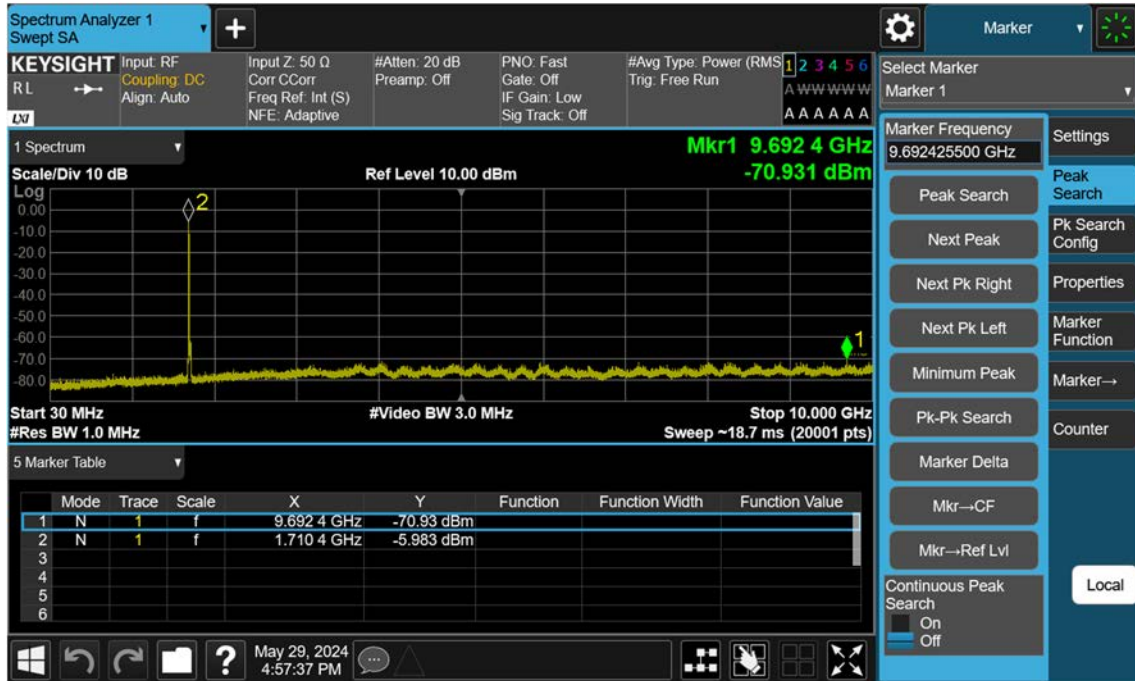 Spectrum Analyzer 1
Swept SA
+
Marker
KEYSIGHT
R L
LXI
Input: RF
Coupling: DC
Align: Auto
Input Z: 50 Ω
Corr CCorr
Freq Ref: Int (S)
NFE: Adaptive
#Atten: 20 dB
Preamp: Off
PNO: Fast
Gate: Off
IF Gain: Low
Sig Track: Off
#Avg Type: Power (RMS
Trig: Free Run
1 2 3 4 5 6
A W W W W W
A A A A A A
Select Marker
Marker 1
1 Spectrum
Mkr1 9.692 4 GHz
-70.931 dBm
Scale/Div 10 dB
Ref Level 10.00 dBm
Log
0.00
-10.0
-20.0
-30.0
-40.0
-50.0
-60.0
-70.0
-80.0
2
1
Start 30 MHz
#Video BW 3.0 MHz
Stop 10.000 GHz
#Res BW 1.0 MHz
Sweep ~18.7 ms (20001 pts)
5 Marker Table
Mode Trace Scale X Y Function Function Width Function Value
1 N 1 f 9.692 4 GHz -70.93 dBm
2 N 1 f 1.710 4 GHz -5.983 dBm
3
4
5
6
Marker Frequency
9.692425500 GHz
Peak Search
Next Peak
Next Pk Right
Next Pk Left
Minimum Peak
Pk-Pk Search
Marker Delta
Mkr→CF
Mkr→Ref Lvl
Continuous Peak
Search
On
Off
Settings
Peak
Search
Pk Search
Config
Properties
Marker
Function
Marker→
Counter
Local
?
May 29, 2024
4:57:37 PM